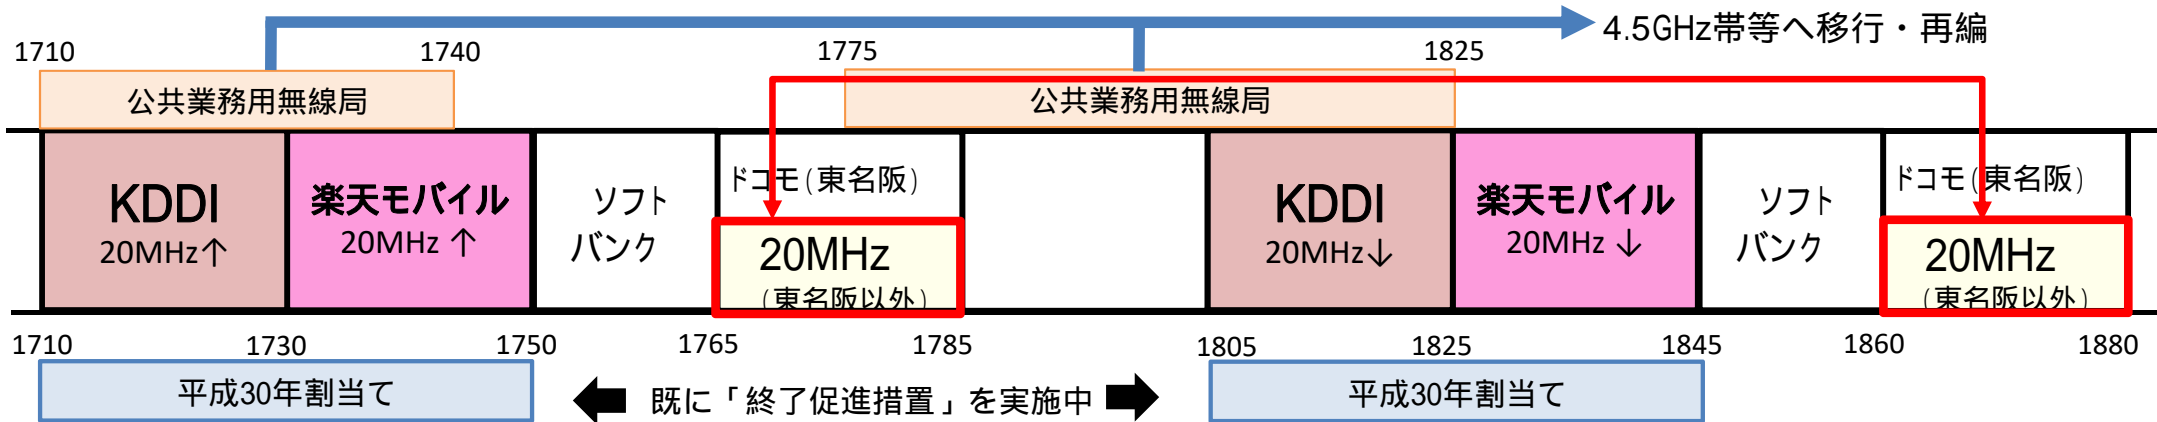 4.5GHz帯等へ移行・再編
1710 1740 1775 1825
公共業務用無線局 公共業務用無線局
KDDI
20MHz↑
楽天モバイル
20MHz ↑
ソフト
バンク
ドコモ(東名阪)
20MHz
(東名阪以外)
KDDI
20MHz↓
楽天モバイル
20MHz ↓
ソフト
バンク
ドコモ(東名阪)
20MHz
(東名阪以外)
1710 1730 1750 1765 1785 1805 1825 1845 1860 1880
平成30年割当て 既に「終了促進措置」を実施中 平成30年割当て